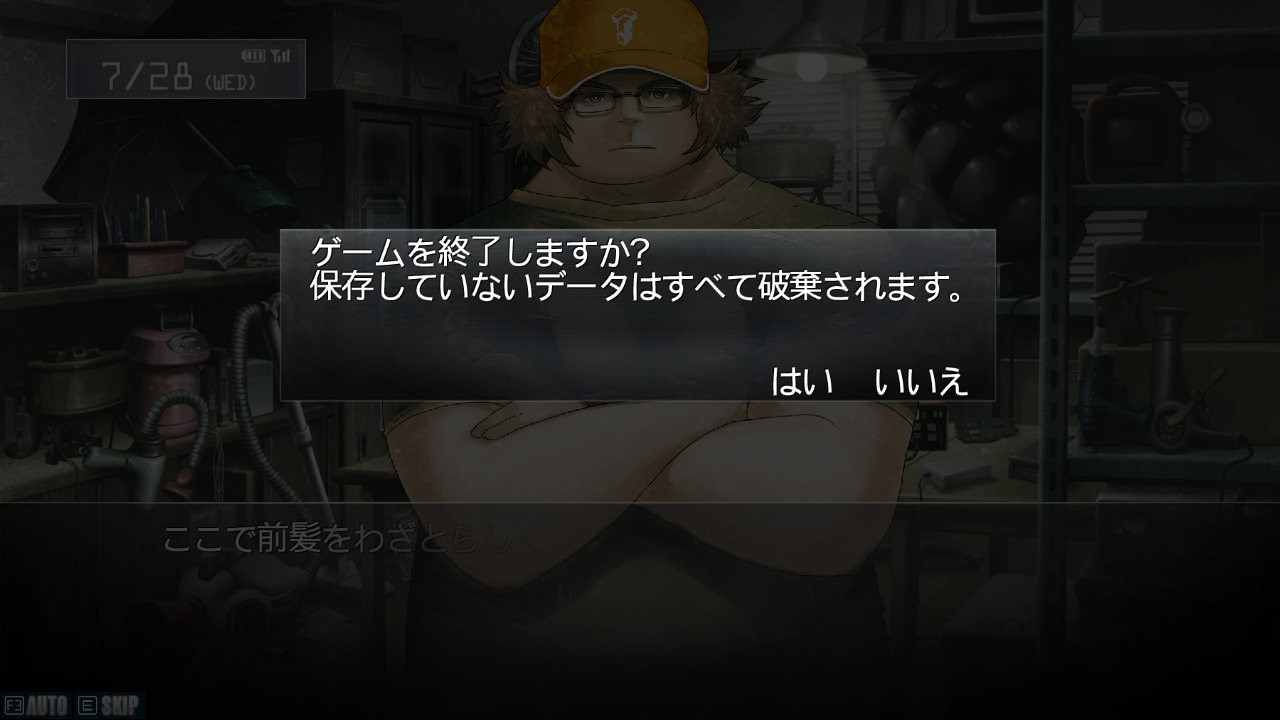 7/28 (WED)
ゲームを終了しますか?
保存していないデータはすべて破棄されます。
はい いいえ
ここで前髪をわざとらしく
F3 AUTO E SKIP